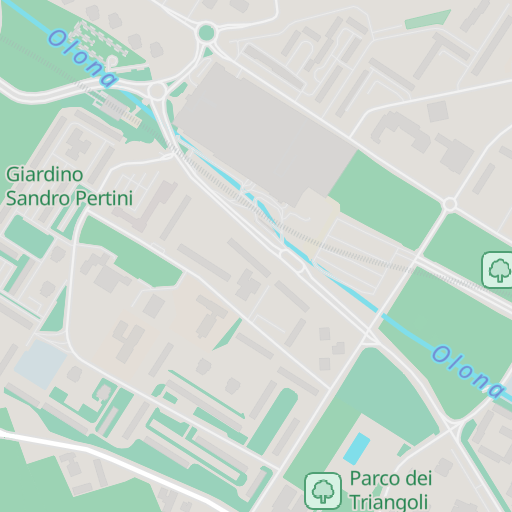 Olona
Giardino
Sandro Pertini
Olona
Parco dei
Triangoli